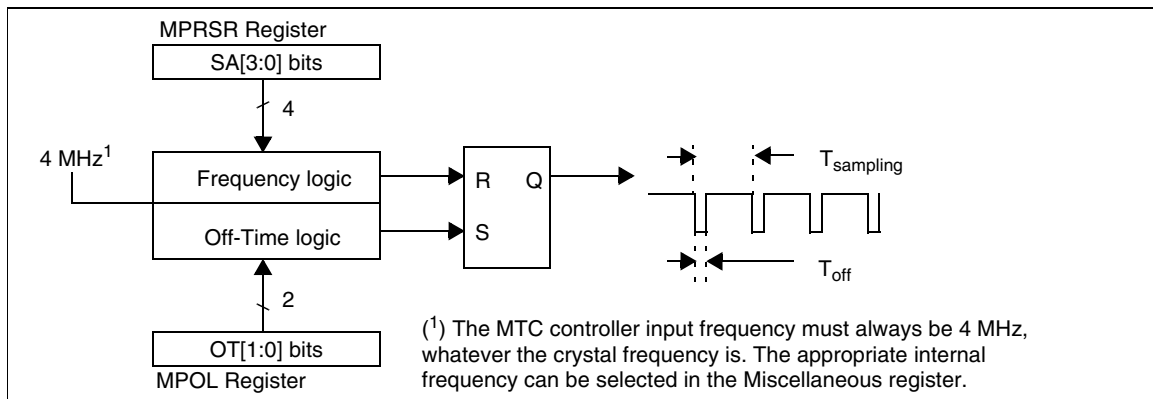 MPRSR Register
SA[3:0] bits
4
4 MHz1
Frequency logic
Off-Time logic
R Q
S
Tsampling
Toff
2
OT[1:0] bits
MPOL Register
(1) The MTC controller input frequency must always be 4 MHz,
whatever the crystal frequency is. The appropriate internal
frequency can be selected in the Miscellaneous register.